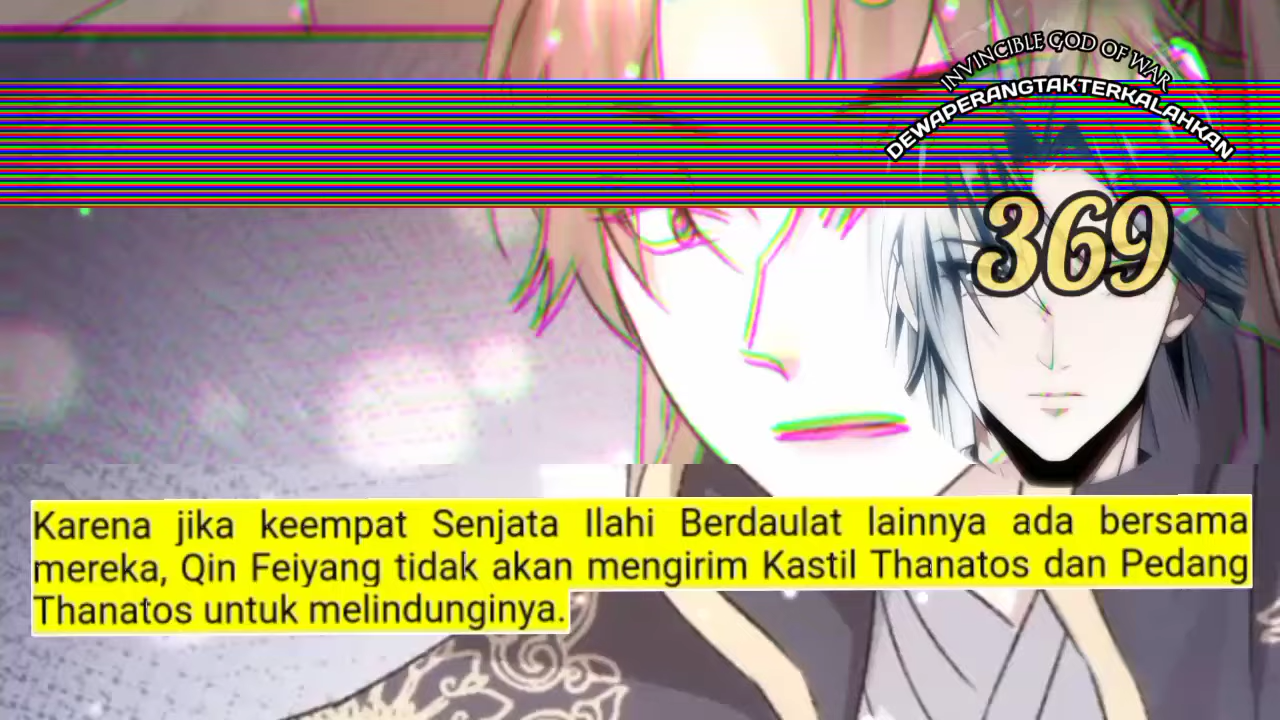 INVINCIBLE GOD OF WAR
DEWAPERANGTAKTERKALAHKAN
369
Karena jika keempat Senjata Ilahi Berdaulat lainnya ada bersama
mereka, Qin Feiyang tidak akan mengirim Kastil Thanatos dan Pedang
Thanatos untuk melindunginya.